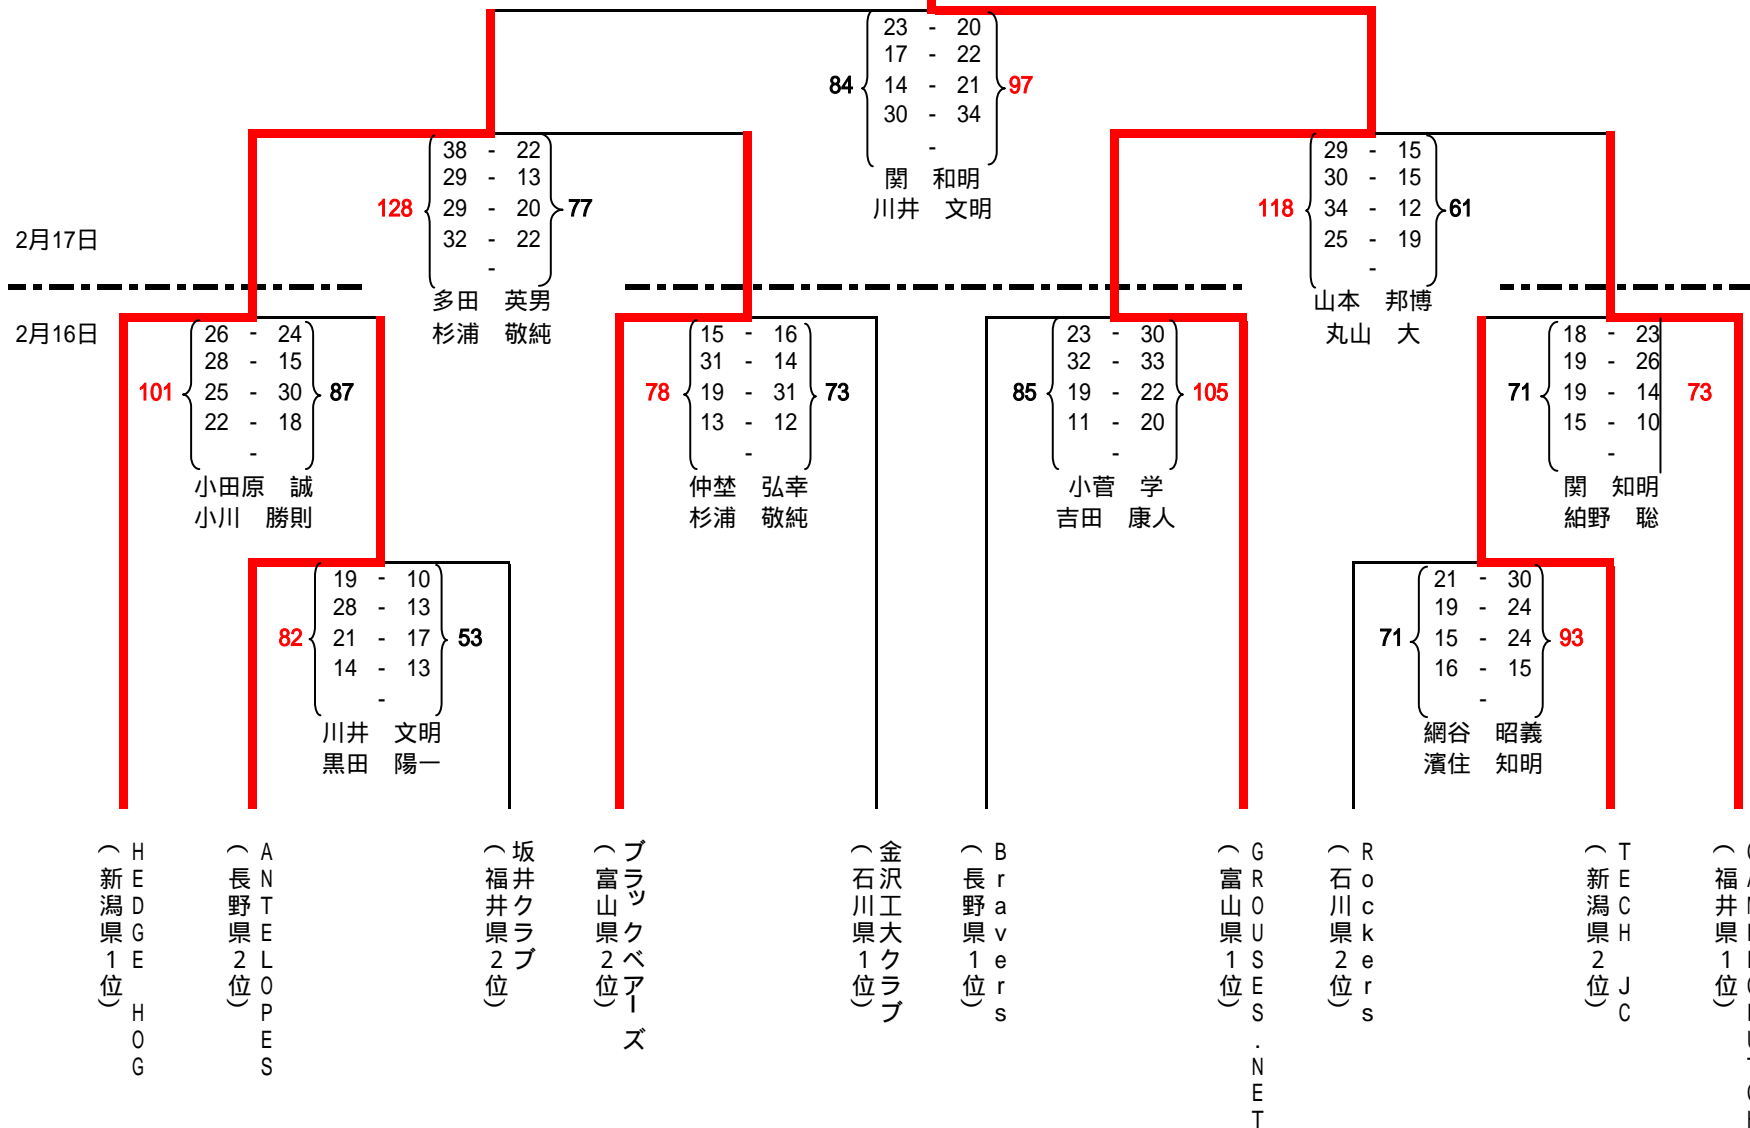 23 - 20
17 - 22
84 14 - 21 97
30 - 34
-
関 和明
川井 文明
38 - 22
29 - 13
128 29 - 20 77
32 - 22
-
多田 英男
杉浦 敬純
29 - 15
30 - 15
118 34 - 12 61
25 - 19
-
山本 邦博
丸山 大
2月17日
2月16日
26 - 24
28 - 15
101 25 - 30 87
22 - 18
-
小田原 誠
小川 勝則
15 - 16
31 - 14
78 19 - 31 73
13 - 12
-
仲埜 弘幸
杉浦 敬純
23 - 30
32 - 33
85 19 - 22 105
11 - 20
-
小菅 学
吉田 康人
18 - 23
19 - 26
71 19 - 14 73
15 - 10
-
関 知明
紺野 聡
19 - 10
28 - 13
82 21 - 17 53
14 - 13
-
川井 文明
黒田 陽一
21 - 30
19 - 24
71 15 - 24 93
16 - 15
-
網谷 昭義
濱住 知明
HEDGE HOG
(新潟県1位)
ANTELOPES
(長野県2位)
坂井クラブ
(福井県2位)
ブラックベアーズ
(富山県2位)
金沢工大クラブ
(石川県1位)
Bravers
(長野県1位)
GROUSES.NET
(富山県1位)
Rockers
(石川県2位)
TECH JC
(新潟県2位)
(福井県1位)